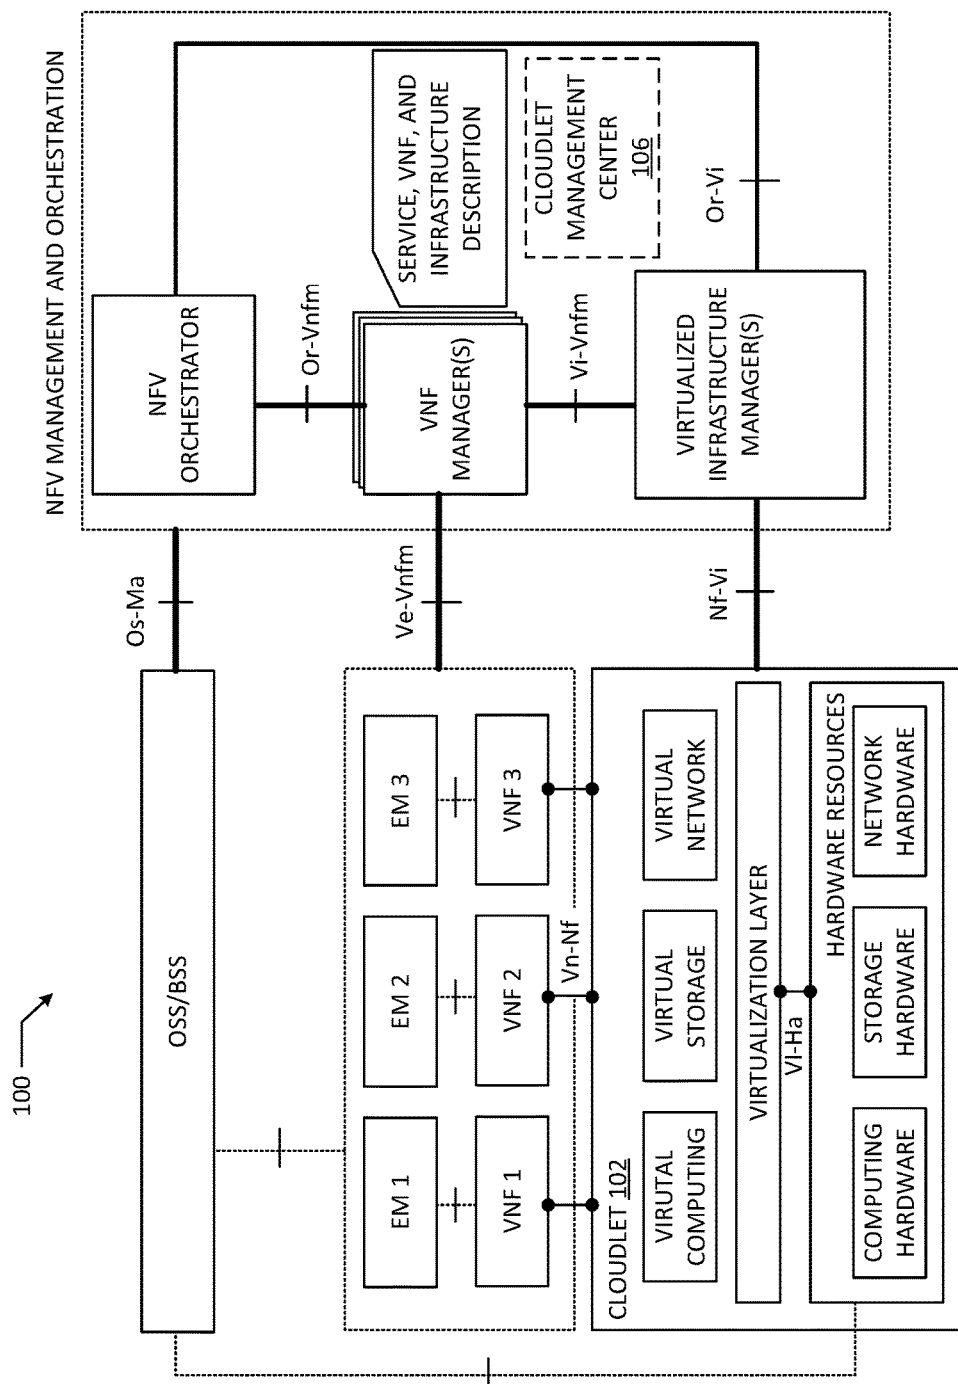 100
NFV MANAGEMENT AND ORCHESTRATION
OSS/BSS
Os-Ma
NFV
ORCHESTRATOR
Or-Vnfm
EM 1
EM 2
EM 3
VNF 1
VNF 2
VNF 3
Ve-Vnfm
VNF
MANAGER(S)
SERVICE, VNF, AND
INFRASTRUCTURE
DESCRIPTION
CLOUDLET
MANAGEMENT
CENTER
106
Vn-Nf
Vi-Vnfm
CLOUDLET 102
VIRUTAL
COMPUTING
VIRTUAL
STORAGE
VIRTUAL
NETWORK
Nf-Vi
VIRTUALIZED
INFRASTRUCTURE
MANAGER(S)
Or-Vi
VIRTUALIZATION LAYER
VI-Ha
HARDWARE RESOURCES
COMPUTING
HARDWARE
STORAGE
HARDWARE
NETWORK
HARDWARE